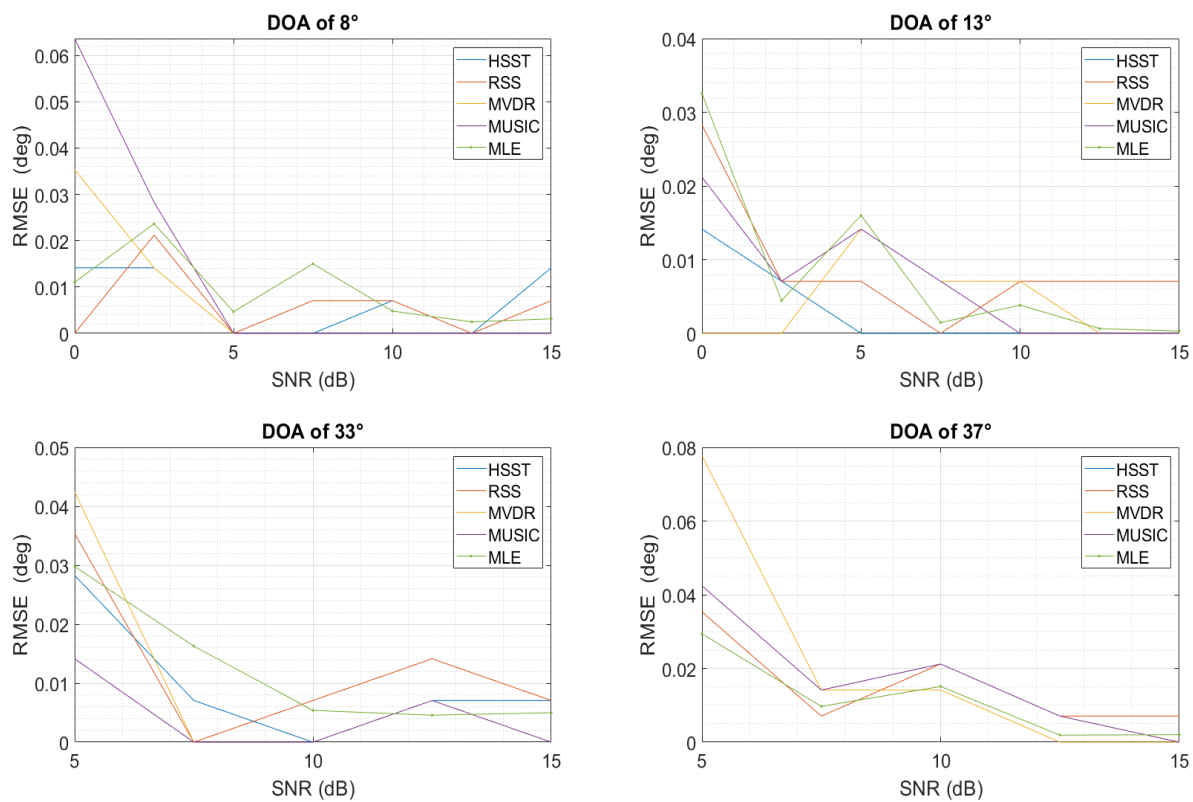 DOA of 8°
0.06
0.05
0.04
0.03
0.02
0.01
0
RMSE (deg)
0 5 10 15
SNR (dB)
HSST
RSS
MVDR
MUSIC
MLE
DOA of 13°
0.04
0.03
0.02
0.01
0
RMSE (deg)
0 5 10 15
SNR (dB)
HSST
RSS
MVDR
MUSIC
MLE
DOA of 33°
0.05
0.04
0.03
0.02
0.01
0
RMSE (deg)
5 10 15
SNR (dB)
HSST
RSS
MVDR
MUSIC
MLE
DOA of 37°
0.08
0.06
0.04
0.02
0
RMSE (deg)
5 10 15
SNR (dB)
HSST
RSS
MVDR
MUSIC
MLE